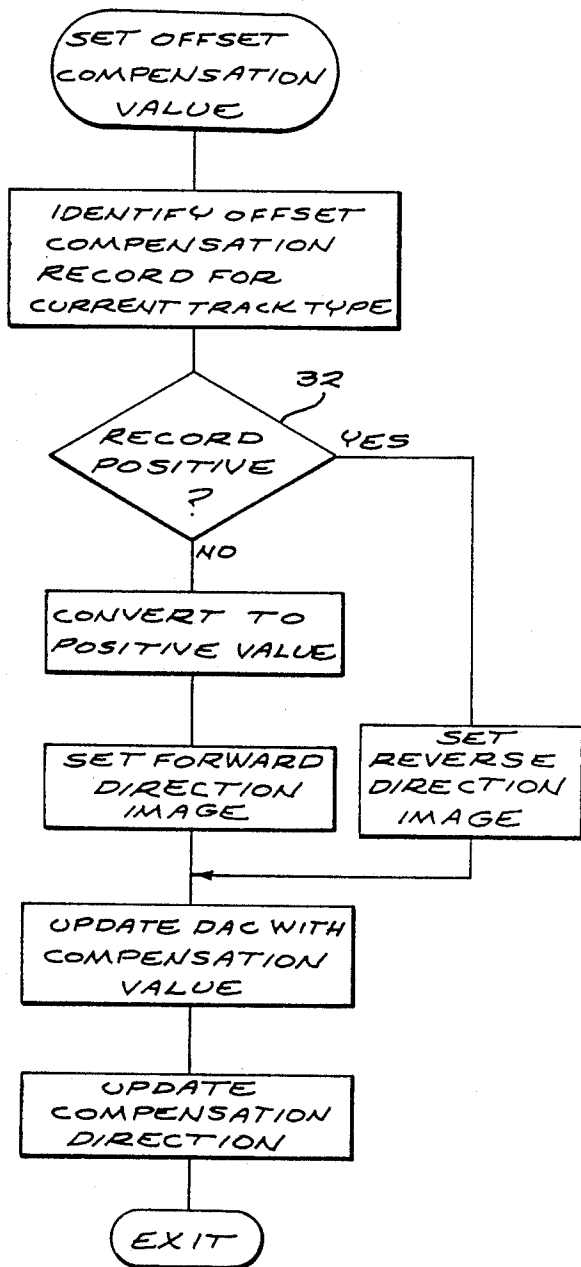 SET OFFSET
COMPENSATION
VALUE
IDENTIFY OFFSET
COMPENSATION
RECORD FOR
CURRENT TRACK TYPE
32
RECORD
POSITIVE
?
YES
NO
CONVERT TO
POSITIVE VALUE
SET FORWARD
DIRECTION
IMAGE
SET
REVERSE
DIRECTION
IMAGE
UPDATE DAC WITH
COMPENSATION
VALUE
UPDATE
COMPENSATION
DIRECTION
EXIT